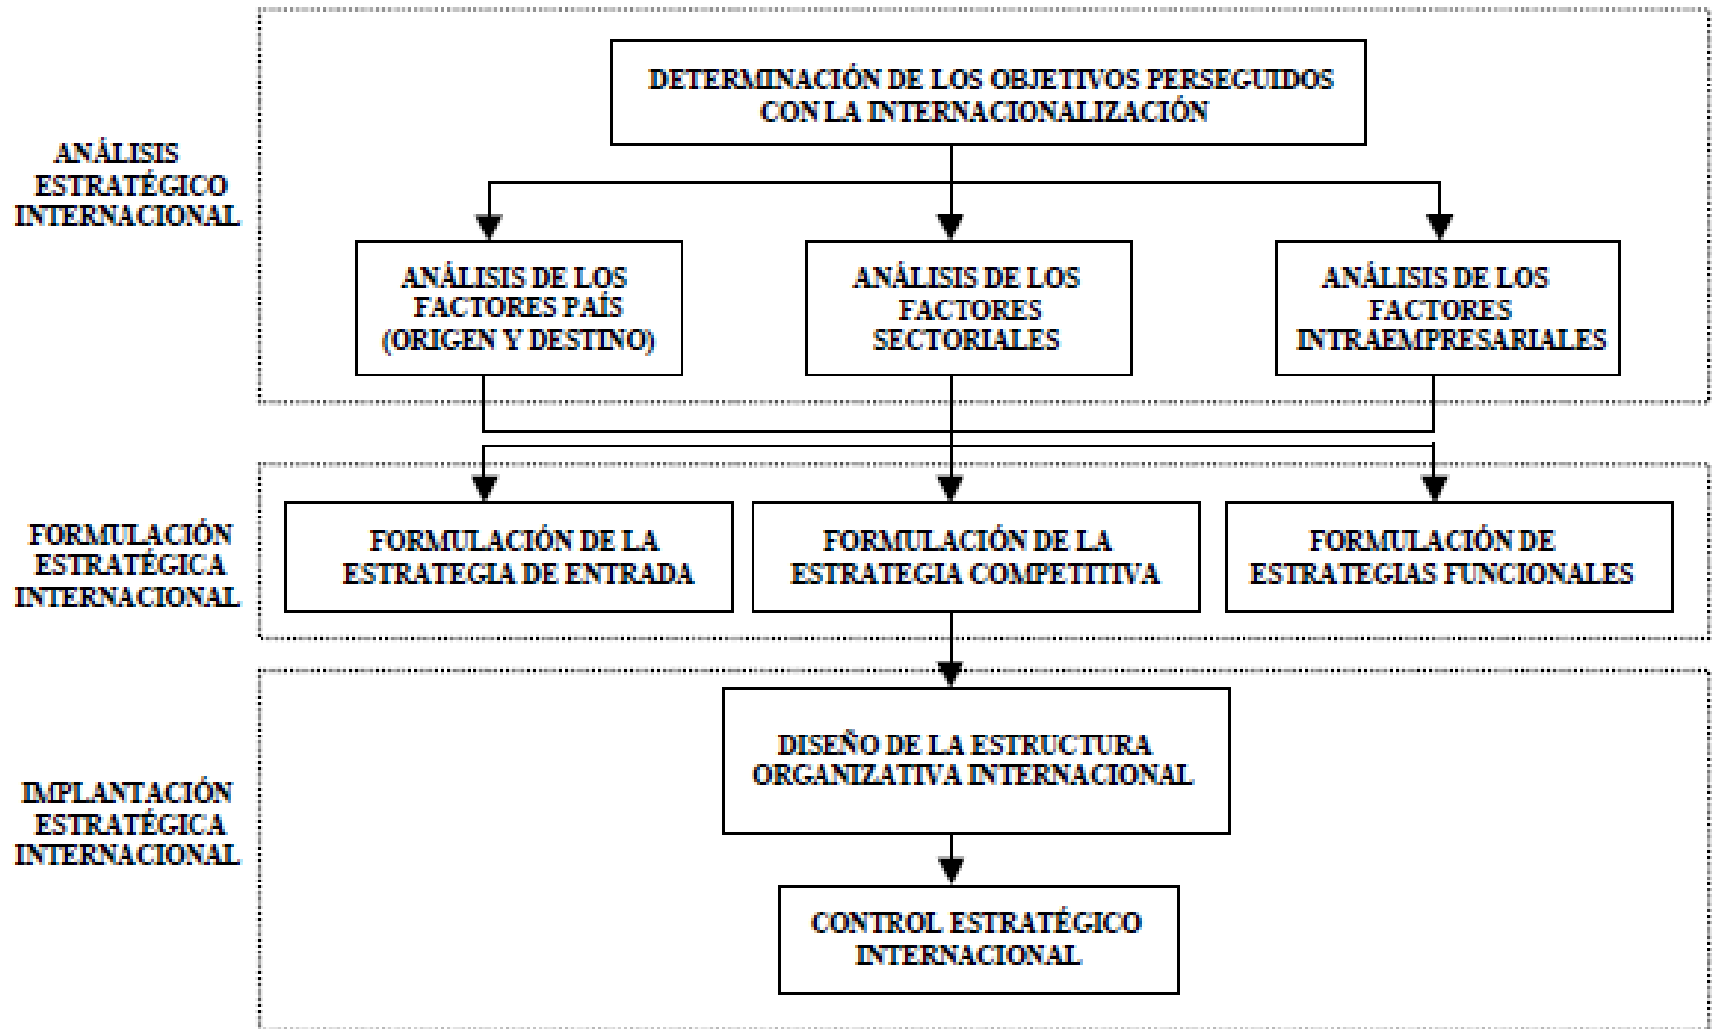 DETERMINACIÓN DE LOS OBJETIVOS PERSEGUIDOS
CON LA INTERNACIONALIZACIÓN
ANÁLISIS
ESTRATÉGICO
INTERNACIONAL
ANÁLISIS DE LOS
FACTORES PAÍS
(ORIGEN Y DESTINO)
ANÁLISIS DE LOS
FACTORES
SECTORIALES
ANÁLISIS DE LOS
FACTORES
INTRAEMPRESARIALES
FORMULACIÓN
ESTRATÉGICA
INTERNACIONAL
FORMULACIÓN DE LA
ESTRATEGIA DE ENTRADA
FORMULACIÓN DE LA
ESTRATEGIA COMPETITIVA
FORMULACIÓN DE
ESTRATEGIAS FUNCIONALES
IMPLANTACIÓN
ESTRATÉGICA
INTERNACIONAL
DISEÑO DE LA ESTRUCTURA
ORGANIZATIVA INTERNACIONAL
CONTROL ESTRATÉGICO
INTERNACIONAL